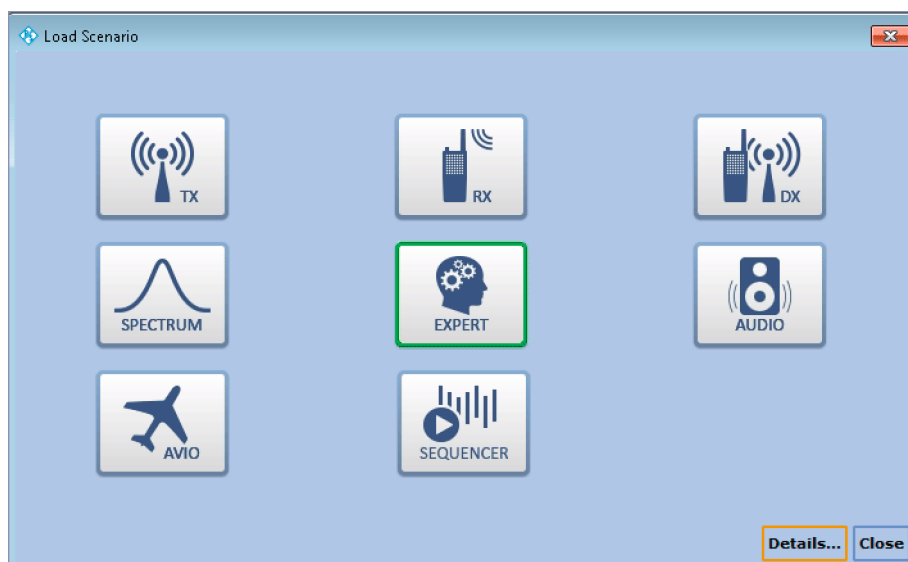 Load Scenario
TX
RX
DX
SPECTRUM
EXPERT
AUDIO
AVIO
SEQUENCER
Details... Close